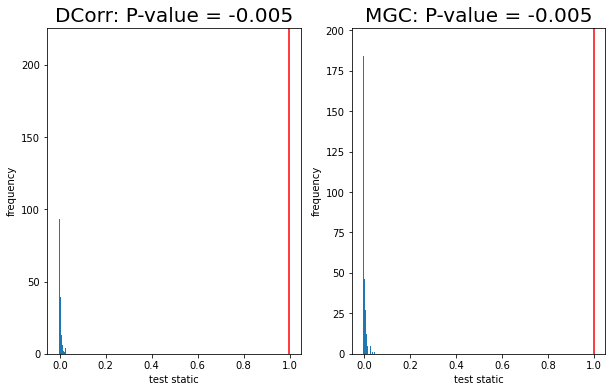 DCorr: P-value = -0.005
frequency
200
150
100
50
0
0.0 0.2 0.4 0.6 0.8 1.0
test static
MGC: P-value = -0.005
frequency
200
175
150
125
100
75
50
25
0
0.0 0.2 0.4 0.6 0.8 1.0
test static